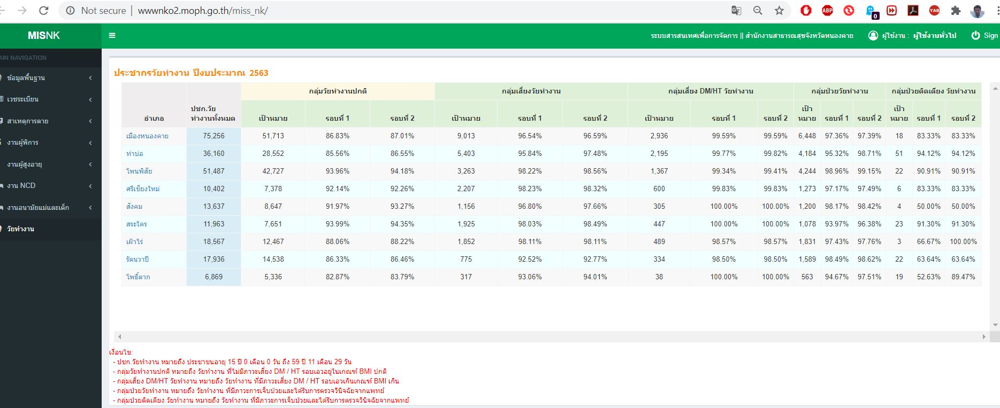 Not secure | wwwnko2.moph.go.th/miss_nk/
ABP
0
YAB
MISNK
ระบบสารสนเทศเพื่อการจัดการ || สำนักงานสาธารณสุขจังหวัดหนองคาย
ผู้ใช้งาน : ผู้ใช้งานทั่วไป
Sign
AIN NAVIGATION
ข้อมูลพื้นฐาน
เวชระเบียน
สาเหตุการตาย
งานผู้พิการ
งานผู้สูงอายุ
งาน NCD
งานอนามัยแม่และเด็ก
วัยทำงาน
ประชากรวัยทำงาน ปีงบประมาณ 2563
อำเภอ ปชก.วัย กลุ่มวัยทำงานปกติ กลุ่มเสี่ยงวัยทำงาน กลุ่มเสี่ยง DM/HT วัยทำงาน กลุ่มป่วยวัยทำงาน กลุ่มป่วยติดเตียง วัยทำงาน
ทำงานทั้งหมด เป้าหมาย รอบที่ 1 รอบที่ 2 เป้าหมาย รอบที่ 1 รอบที่ 2 เป้าหมาย รอบที่ 1 รอบที่ 2 เป้าหมาย รอบที่ 1 รอบที่ 2 เป้าหมาย รอบที่ 1 รอบที่ 2
เมืองหนองคาย 75,256 51,713 86.83% 87.01% 9,013 96.54% 96.59% 2,936 99.59% 99.59% 6,448 97.36% 97.39% 18 83.33% 83.33%
ท่าบ่อ 36,160 28,552 85.56% 86.55% 5,403 95.84% 97.48% 2,195 99.77% 99.82% 4,184 95.32% 98.71% 51 94.12% 94.12%
โพนพิสัย 51,487 42,727 93.96% 94.18% 3,263 98.22% 98.56% 1,367 99.34% 99.41% 4,244 98.96% 99.15% 22 90.91% 90.91%
ศรีเชียงใหม่ 10,402 7,378 92.14% 92.26% 2,207 98.23% 98.32% 600 99.83% 99.83% 1,273 97.17% 97.49% 6 83.33% 83.33%
สังคม 13,637 8,647 91.97% 93.27% 1,156 96.80% 97.66% 305 100.00% 100.00% 1,200 98.17% 98.42% 4 50.00% 50.00%
สระใคร 11,963 7,651 93.99% 94.35% 1,925 98.03% 98.49% 447 100.00% 100.00% 1,078 93.97% 96.38% 23 91.30% 91.30%
เฝ้าไร่ 18,567 12,467 88.06% 88.22% 1,852 98.11% 98.11% 489 98.57% 98.57% 1,831 97.43% 97.76% 3 66.67% 100.00%
รัตนวาปี 17,936 14,538 86.33% 86.46% 775 92.52% 92.77% 334 98.50% 98.50% 1,589 98.49% 98.62% 22 63.64% 63.64%
โพธิ์ตาก 6,869 5,336 82.87% 83.79% 317 93.06% 94.01% 38 100.00% 100.00% 563 94.67% 97.51% 19 52.63% 89.47%
เงื่อนไข:
- ปชก.วัยทำงาน หมายถึง ประชาชนอายุ 15 ปี 0 เดือน 0 วัน ถึง 59 ปี 11 เดือน 29 วัน
- กลุ่มวัยทำงานปกติ หมายถึง วัยทำงาน ที่ไม่มีภาวะเสี่ยง DM / HT รอบเอวอยู่ในเกณฑ์ BMI ปกติ
- กลุ่มเสี่ยง DM/HT วัยทำงาน หมายถึง วัยทำงาน ที่มีภาวะเสี่ยง DM / HT รอบเอวเกินเกณฑ์ BMI เกิน
- กลุ่มป่วยวัยทำงาน หมายถึง วัยทำงาน ที่มีภาวะการเจ็บป่วยและได้รับการตรวจวินิจฉัยจากแพทย์
- กลุ่มป่วยติดเตียง วัยทำงาน หมายถึง วัยทำงาน ที่มีภาวะการเจ็บป่วยและได้รับการตรวจวินิจฉัยจากแพทย์